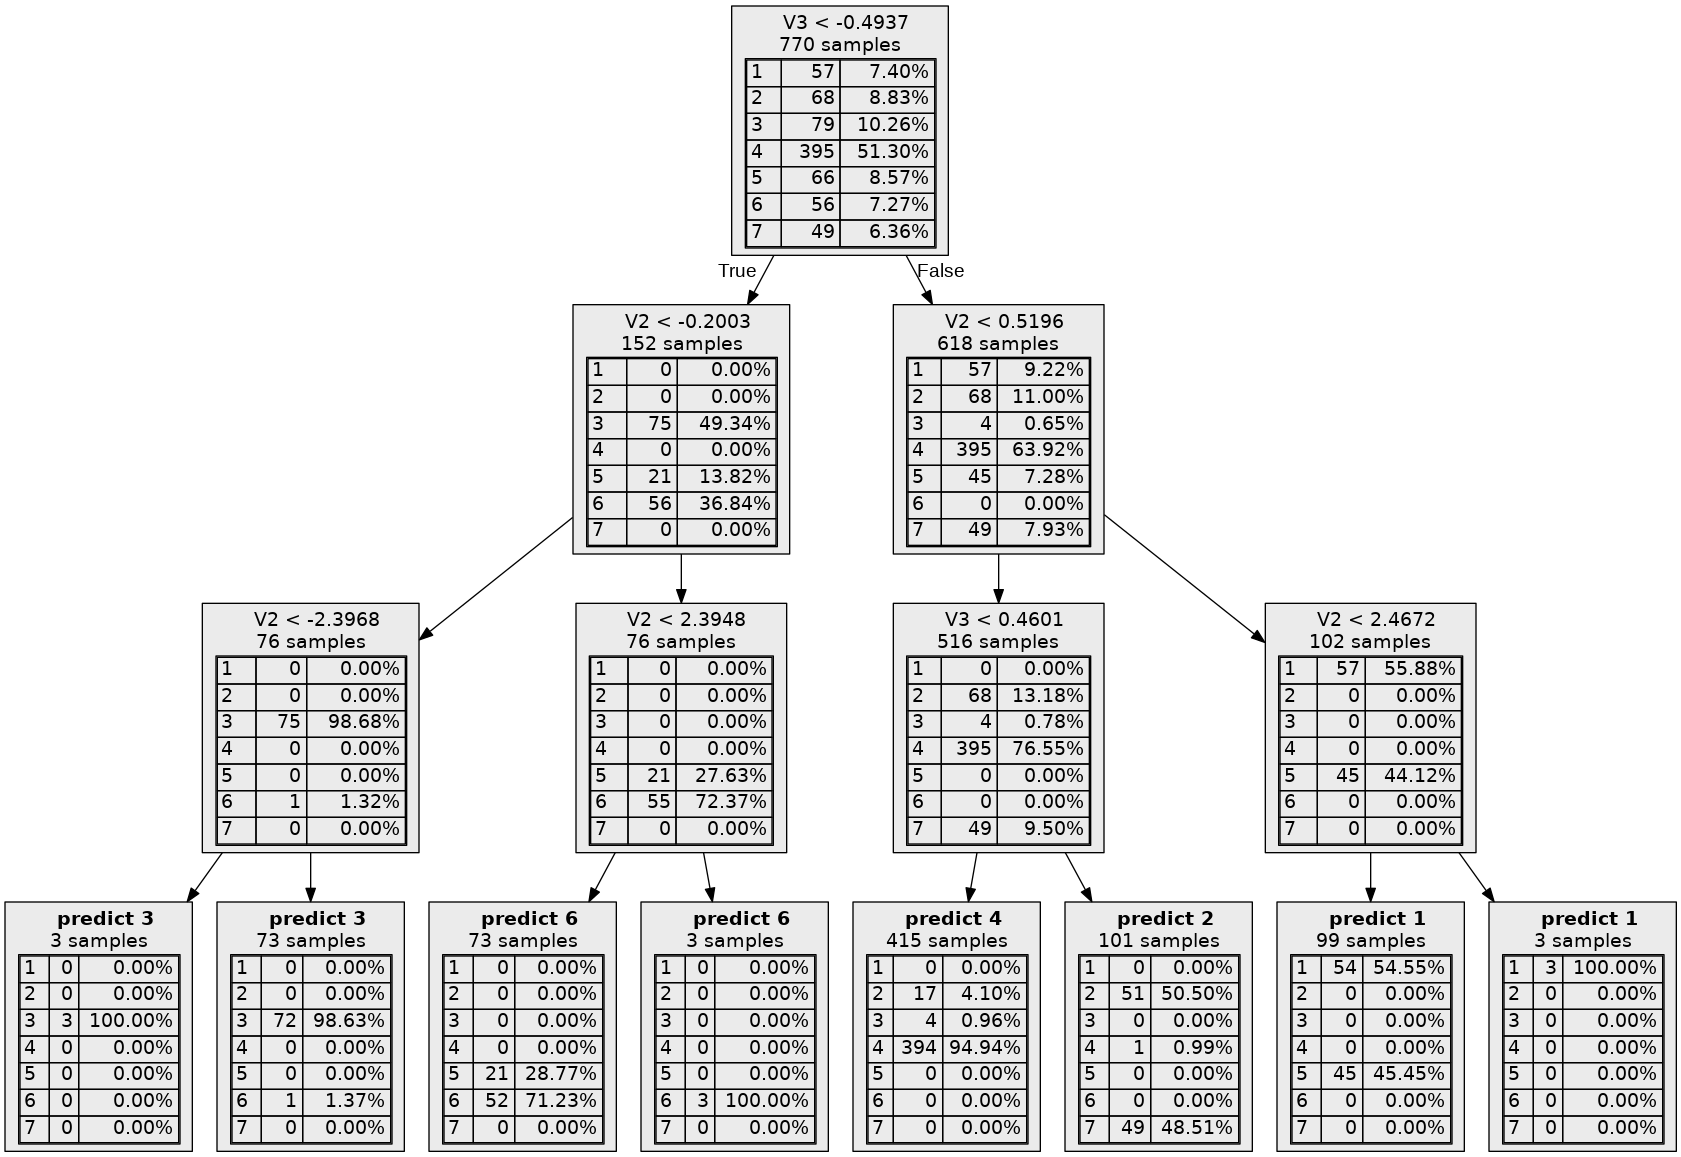 V3 < -0.4937
770 samples
1 57 7.40%
2 68 8.83%
3 79 10.26%
4 395 51.30%
5 66 8.57%
6 56 7.27%
7 49 6.36%
True
False
V2 < -0.2003
152 samples
1 0 0.00%
2 0 0.00%
3 75 49.34%
4 0 0.00%
5 21 13.82%
6 56 36.84%
7 0 0.00%
V2 < 0.5196
618 samples
1 57 9.22%
2 68 11.00%
3 4 0.65%
4 395 63.92%
5 45 7.28%
6 0 0.00%
7 49 7.93%
V2 < -2.3968
76 samples
1 0 0.00%
2 0 0.00%
3 75 98.68%
4 0 0.00%
5 0 0.00%
6 1 1.32%
7 0 0.00%
V2 < 2.3948
76 samples
1 0 0.00%
2 0 0.00%
3 0 0.00%
4 0 0.00%
5 21 27.63%
6 55 72.37%
7 0 0.00%
V3 < 0.4601
516 samples
1 0 0.00%
2 68 13.18%
3 4 0.78%
4 395 76.55%
5 0 0.00%
6 0 0.00%
7 49 9.50%
V2 < 2.4672
102 samples
1 57 55.88%
2 0 0.00%
3 0 0.00%
4 0 0.00%
5 45 44.12%
6 0 0.00%
7 0 0.00%
predict 3
3 samples
1 0 0.00%
2 0 0.00%
3 3 100.00%
4 0 0.00%
5 0 0.00%
6 0 0.00%
7 0 0.00%
predict 3
73 samples
1 0 0.00%
2 0 0.00%
3 72 98.63%
4 0 0.00%
5 0 0.00%
6 1 1.37%
7 0 0.00%
predict 6
73 samples
1 0 0.00%
2 0 0.00%
3 0 0.00%
4 0 0.00%
5 21 28.77%
6 52 71.23%
7 0 0.00%
predict 6
3 samples
1 0 0.00%
2 0 0.00%
3 0 0.00%
4 0 0.00%
5 0 0.00%
6 3 100.00%
7 0 0.00%
predict 4
415 samples
1 0 0.00%
2 17 4.10%
3 4 0.96%
4 394 94.94%
5 0 0.00%
6 0 0.00%
7 0 0.00%
predict 2
101 samples
1 0 0.00%
2 51 50.50%
3 0 0.00%
4 1 0.99%
5 0 0.00%
6 0 0.00%
7 49 48.51%
predict 1
99 samples
1 54 54.55%
2 0 0.00%
3 0 0.00%
4 0 0.00%
5 45 45.45%
6 0 0.00%
7 0 0.00%
predict 1
3 samples
1 3 100.00%
2 0 0.00%
3 0 0.00%
4 0 0.00%
5 0 0.00%
6 0 0.00%
7 0 0.00%